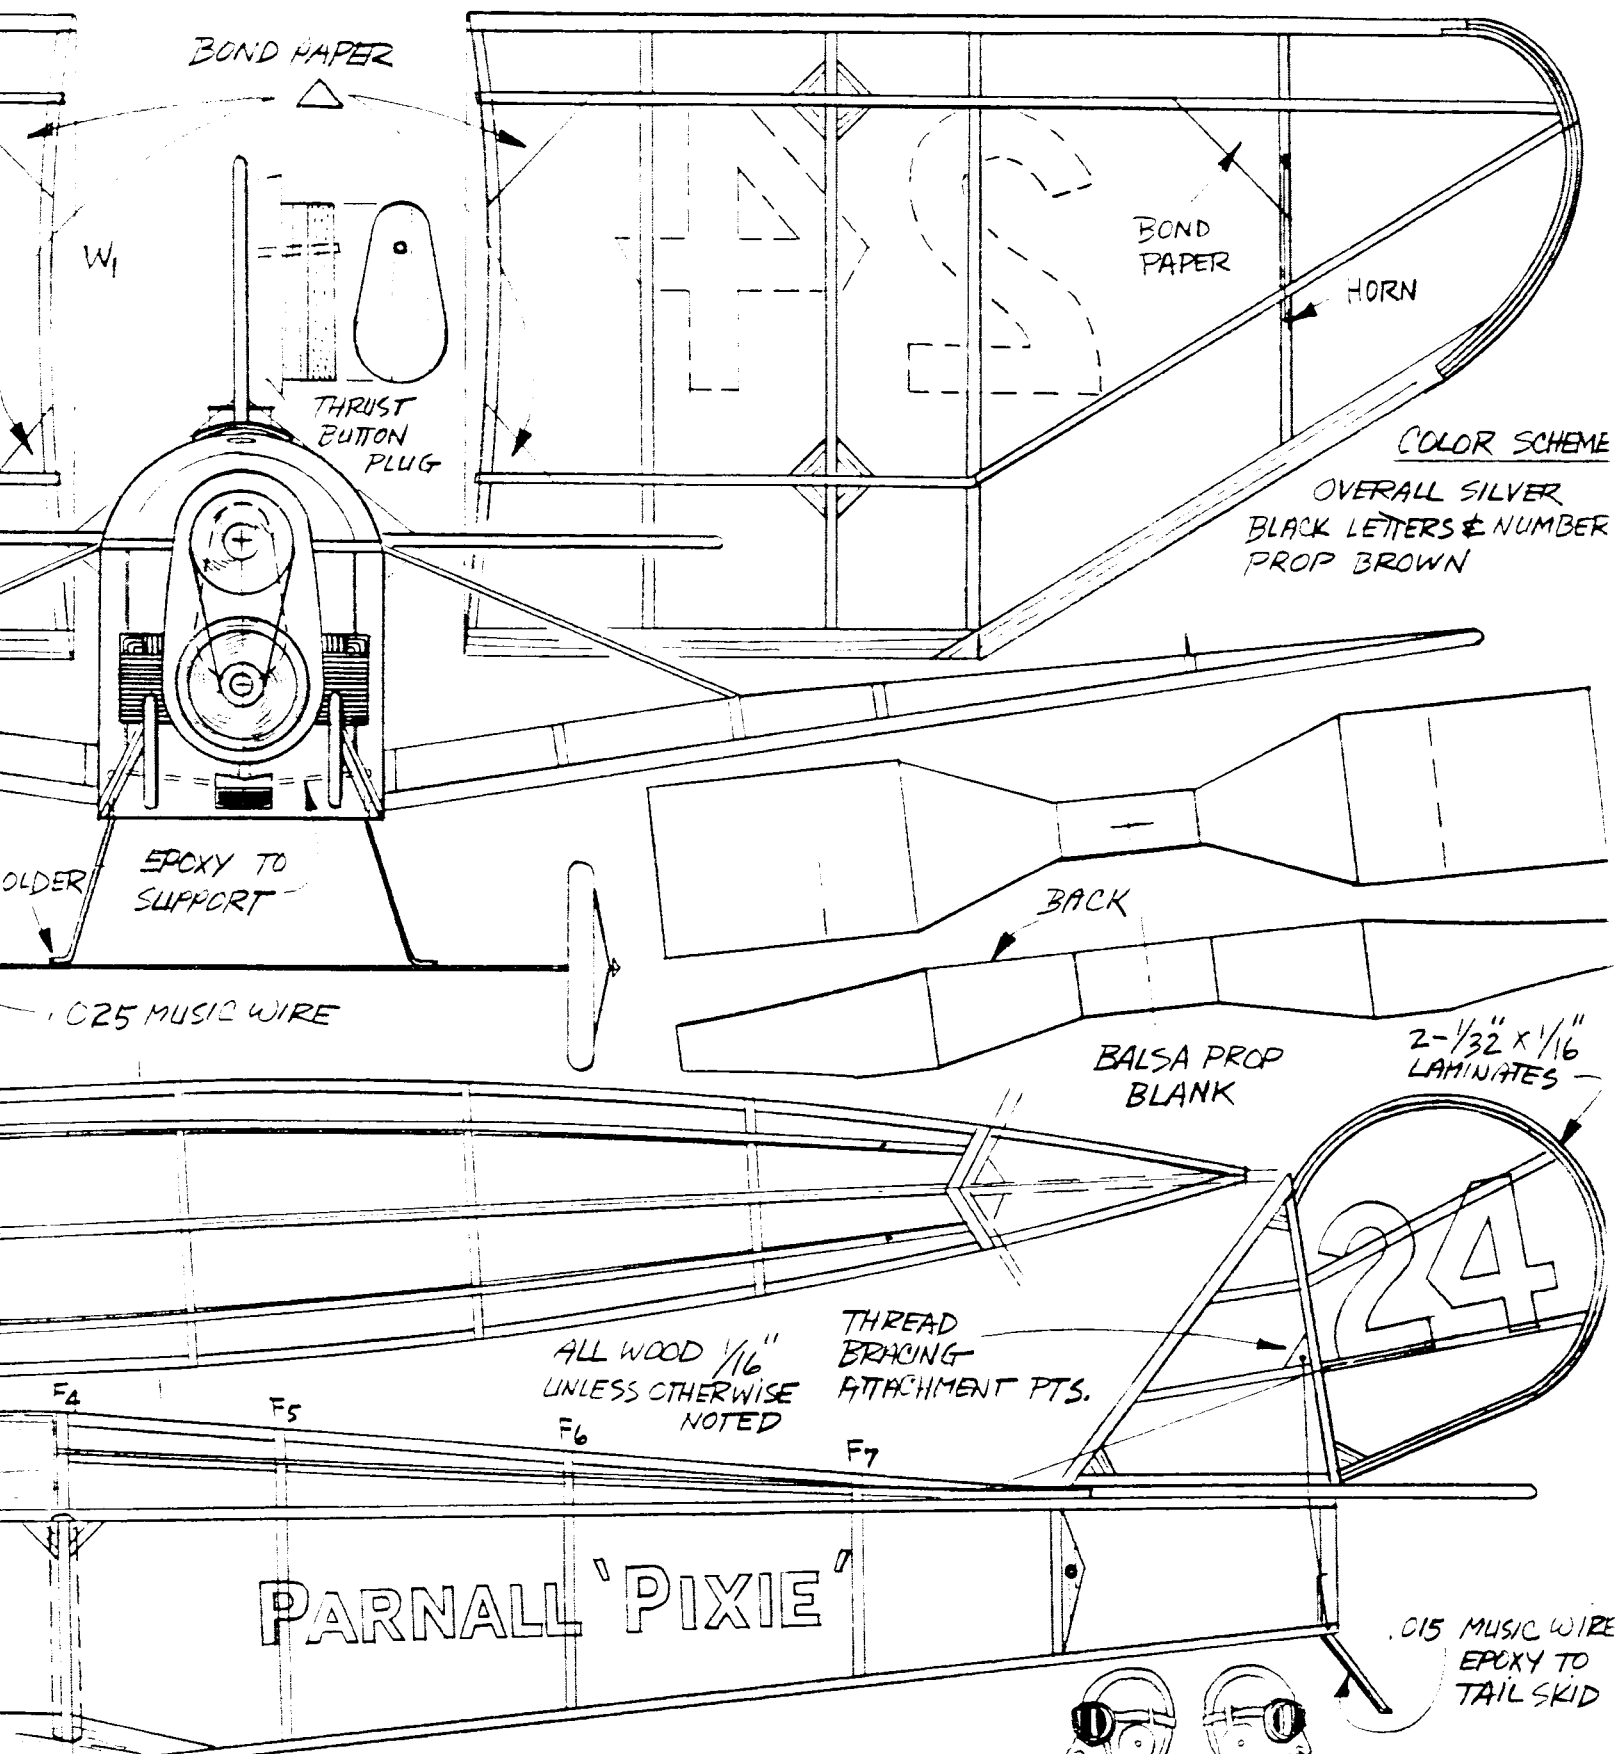 BOND PAPER
W1
THRUST
BUTTON
PLUG
BOND
PAPER
HORN
42
COLOR SCHEME
OVERALL SILVER
BLACK LETTERS & NUMBER
PROP BROWN
OLDER
EPOXY TO
SUPPORT
.025 MUSIC WIRE
BACK
BALSA PROP
BLANK
2-1/32" X 1/16"
LAMINATES
24
ALL WOOD 1/16"
UNLESS OTHERWISE
NOTED
THREAD
BRACING
ATTACHMENT PTS.
F4
F5
F6
F7
PARNALL 'PIXIE'
.015 MUSIC WIRE
EPOXY TO
TAIL SKID